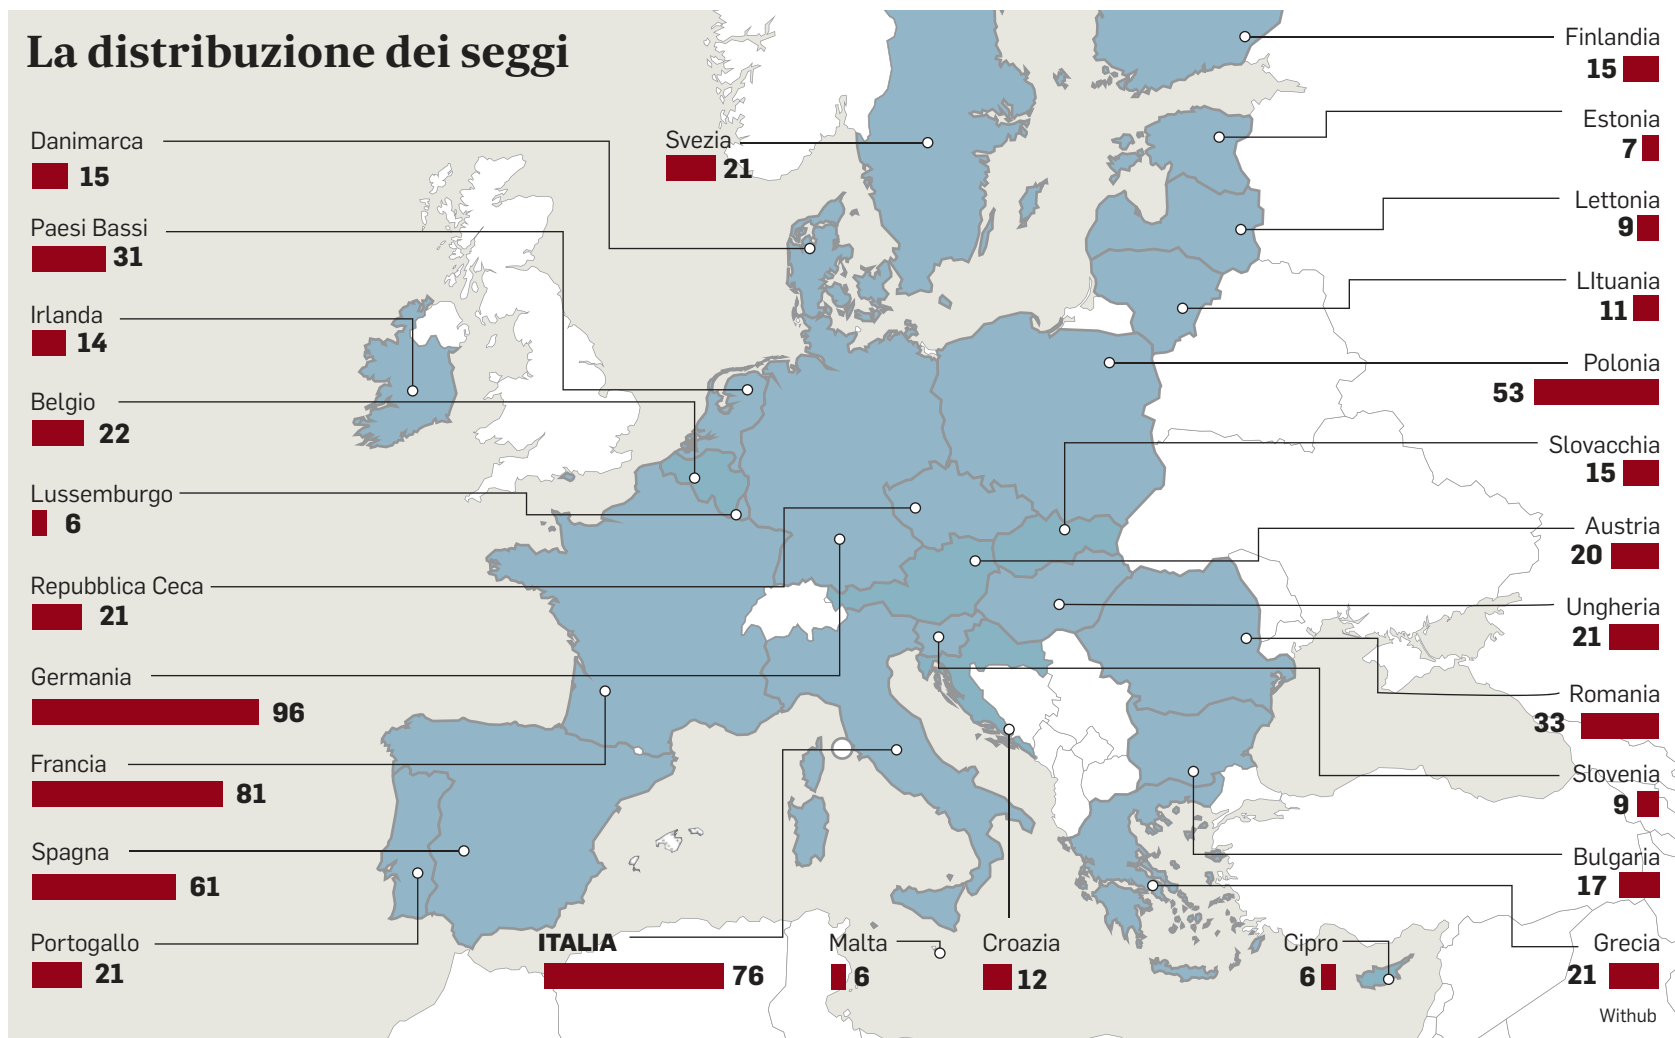 La distribuzione dei seggi
Danimarca
15
Paesi Bassi
31
Irlanda
14
Belgio
22
Lussemburgo
6
Repubblica Ceca
21
Germania
96
Francia
81
Spagna
61
Portogallo
21
Svezia
21
ITALIA
76
Malta
6
Croazia
12
Cipro
6
Finlandia
15
Estonia
7
Lettonia
9
LItuania
11
Polonia
53
Slovacchia
15
Austria
20
Ungheria
21
Romania
33
Slovenia
9
Bulgaria
17
Grecia
21
Withub